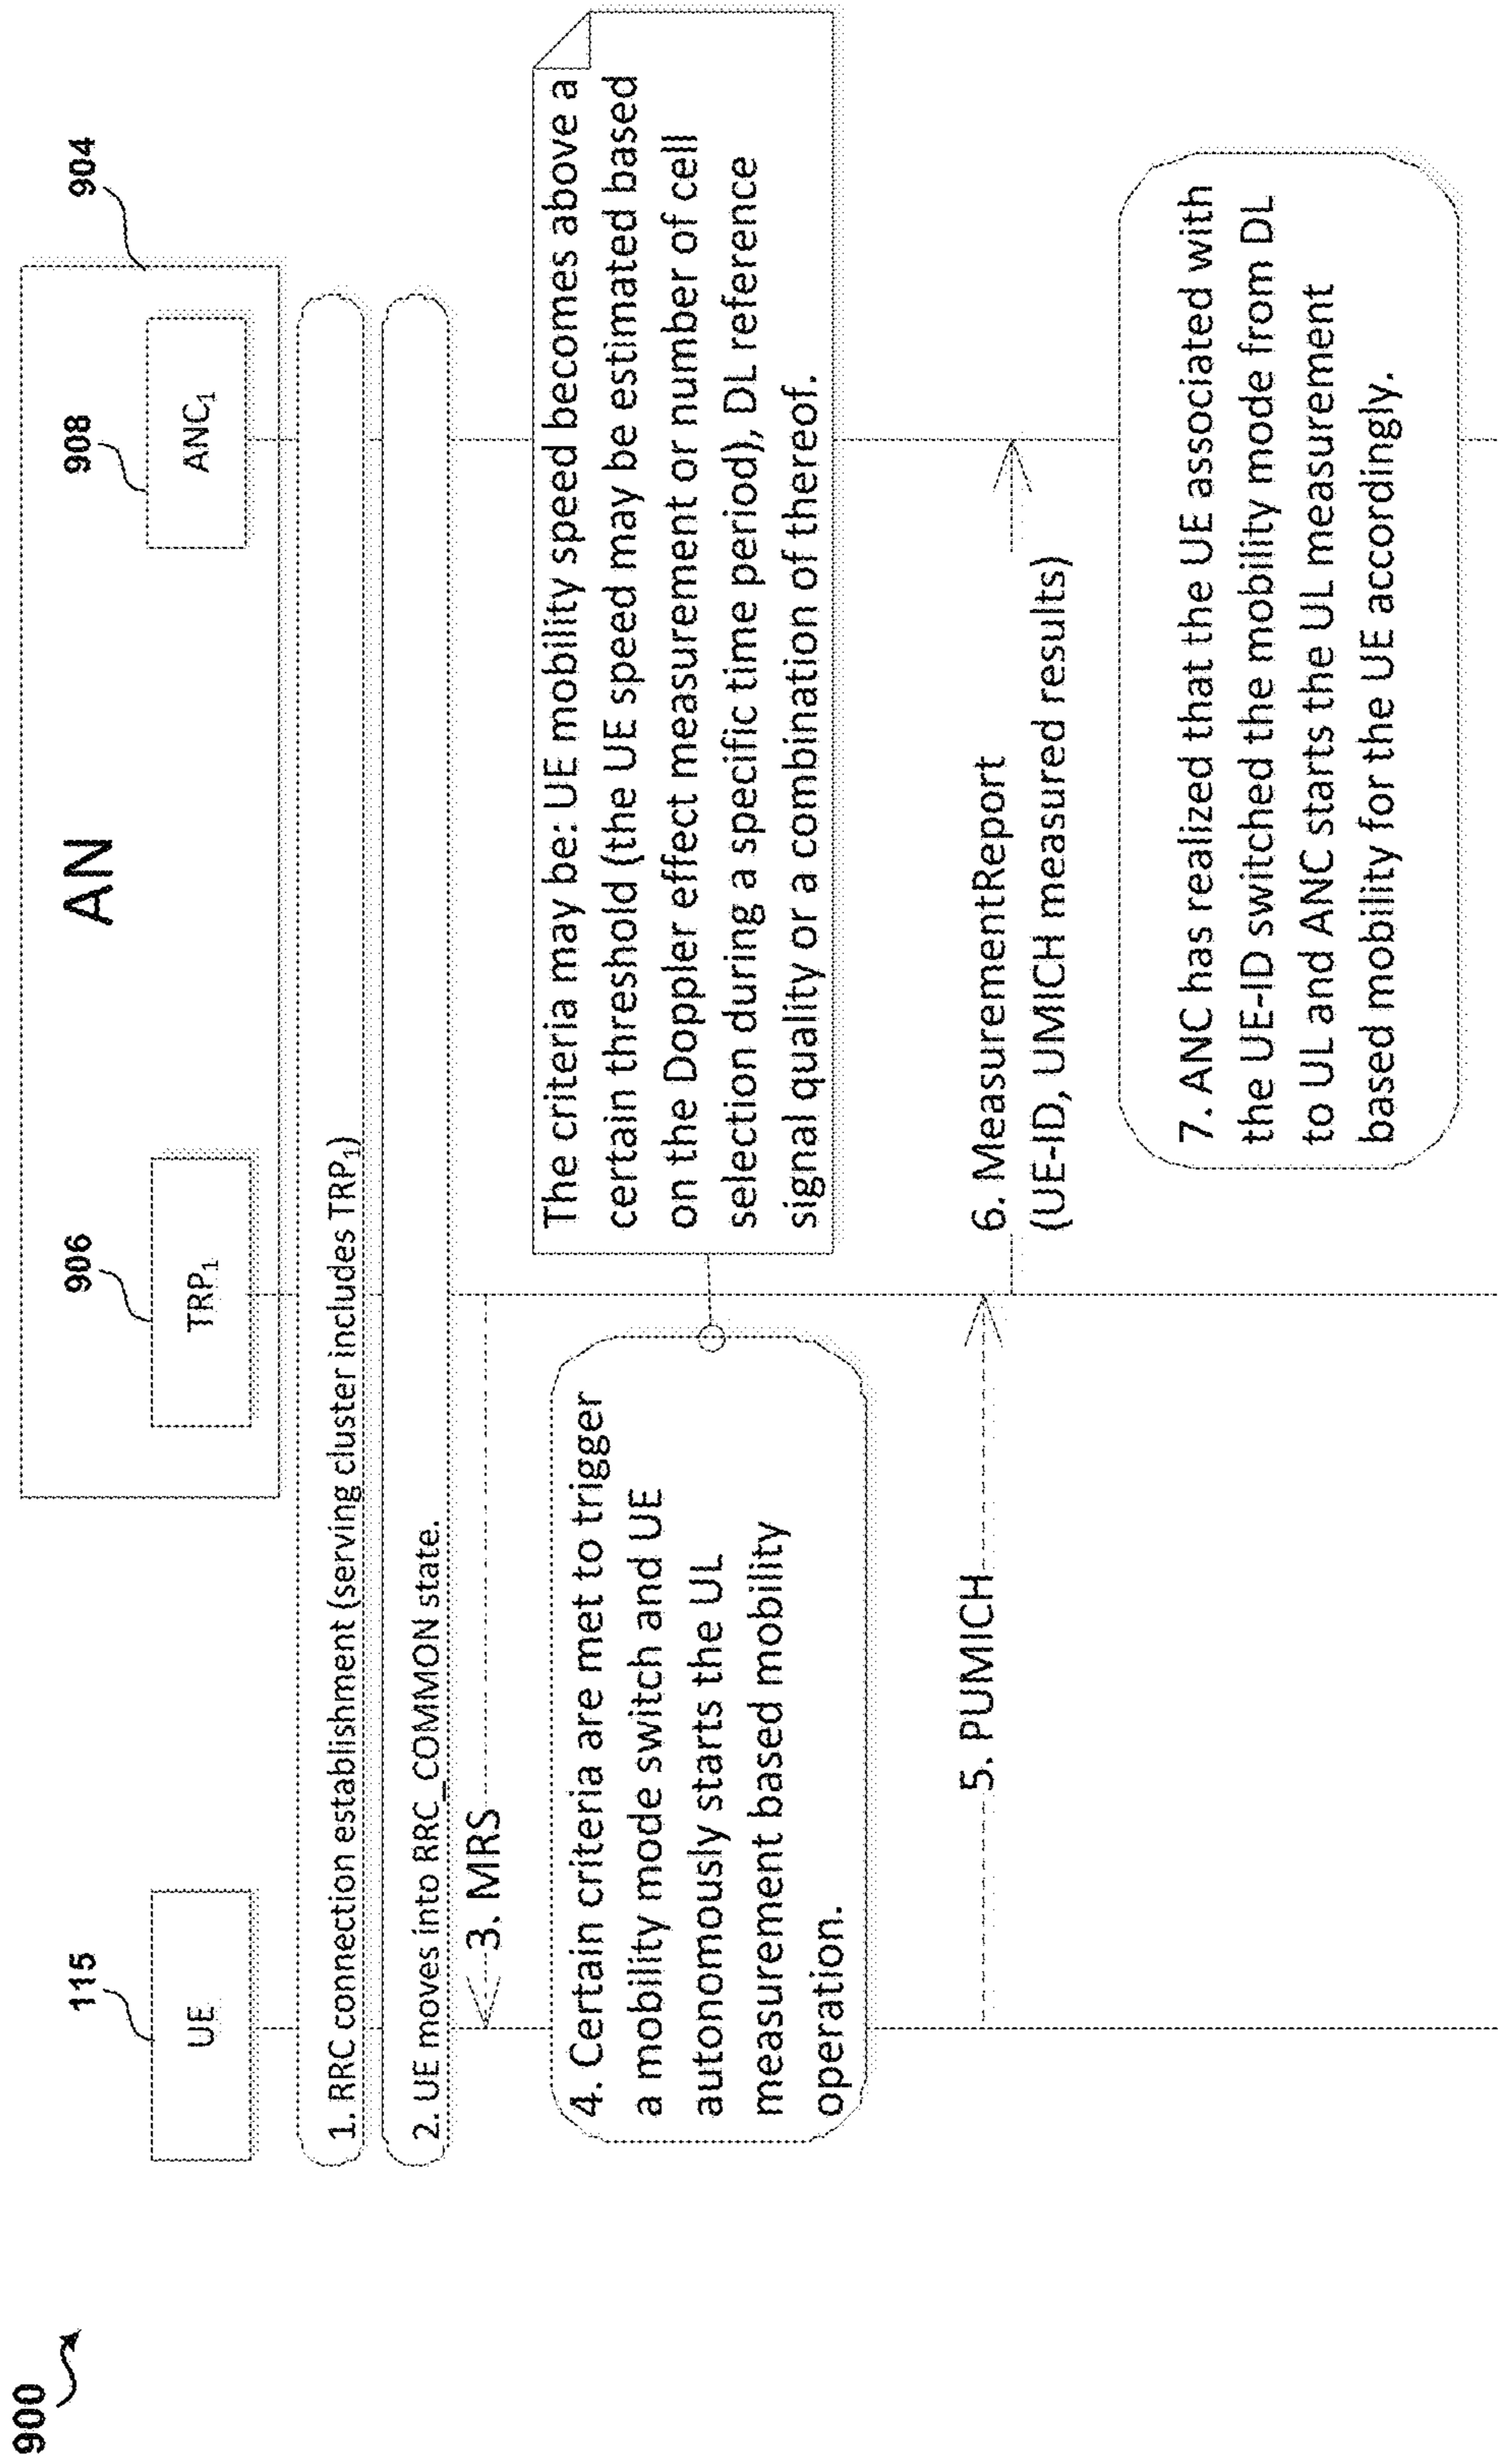 900
904
AN
115
906
908
UE
TRP1
ANC1
1. RRC connection establishment (serving cluster includes TRP1)
2. UE moves into RRC_COMMON state.
3. MRS
4. Certain criteria are met to trigger
a mobility mode switch and UE
autonomously starts the UL
measurement based mobility
operation.
The criteria may be: UE mobility speed becomes above a
certain threshold (the UE speed may be estimated based
on the Doppler effect measurement or number of cell
selection during a specific time period), DL reference
signal quality or a combination of thereof.
5. PUMICH
6. MeasurementReport
(UE-ID, UMICH measured results)
7. ANC has realized that the UE associated with
the UE-ID switched the mobility mode from DL
to UL and ANC starts the UL measurement
based mobility for the UE accordingly.